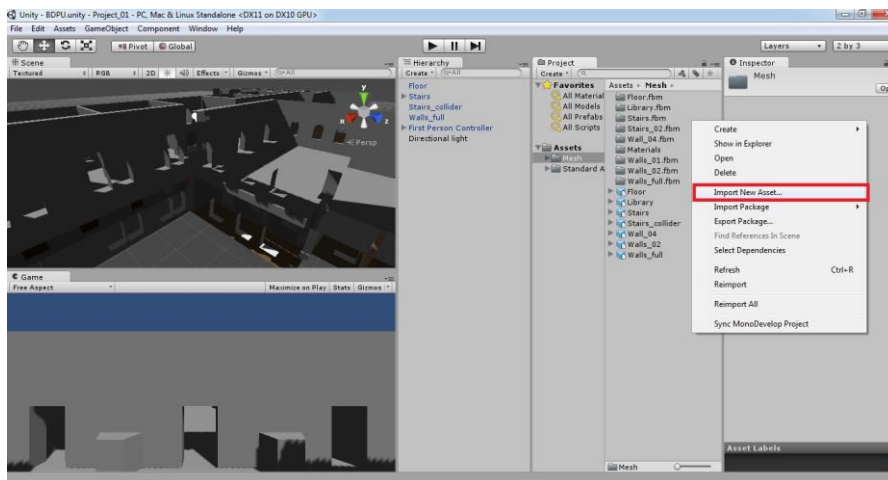 Unity - BDPU.unity - Project_01 - PC, Mac & Linux Standalone <DX11 on DX10 GPU>
File Edit Assets GameObject Component Window Help
Pivot Global
Layers 2 by 3
Scene
Textured RGB 2D Effects Gizmos All
y
x z
Persp
Game
Free Aspect Maximize on Play Stats Gizmos
Hierarchy
Create All
Floor
Stairs
Stairs_collider
Walls_full
First Person Controller
Directional light
Project
Create
Favorites
All Material
All Models
All Prefabs
All Scripts
Assets
Mesh
Standard A
Assets Mesh
Floor.fbm
Library.fbm
Stairs.fbm
Stairs_02.fbm
Wall_04.fbm
Materials
Walls_01.fbm
Walls_02.fbm
Walls_full.fbm
Floor
Library
Stairs
Stairs_collider
Wall_04
Walls_02
Walls_full
Mesh
Create
Show in Explorer
Open
Delete
Import New Asset...
Import Package
Export Package...
Find References In Scene
Select Dependencies
Refresh Ctrl+R
Reimport
Reimport All
Sync MonoDevelop Project
Inspector
Mesh
Op
Asset Labels